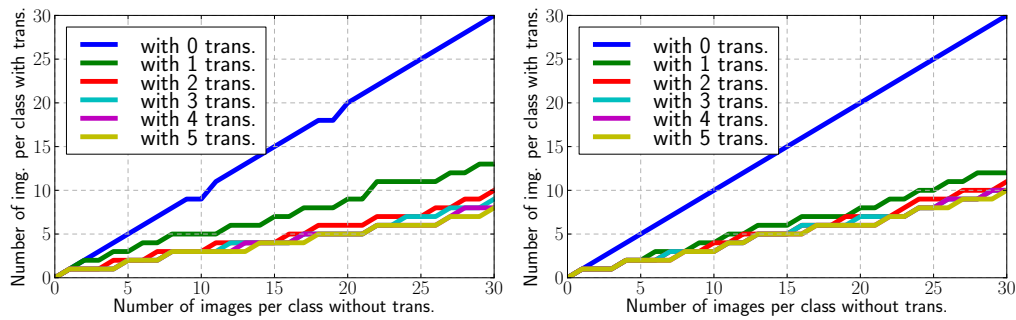 Number of img. per class with trans.
30
25
20
15
10
5
0
with 0 trans.
with 1 trans.
with 2 trans.
with 3 trans.
with 4 trans.
with 5 trans.
0 5 10 15 20 25 30
Number of images per class without trans.
Number of img. per class with trans.
30
25
20
15
10
5
0
with 0 trans.
with 1 trans.
with 2 trans.
with 3 trans.
with 4 trans.
with 5 trans.
0 5 10 15 20 25 30
Number of images per class without trans.